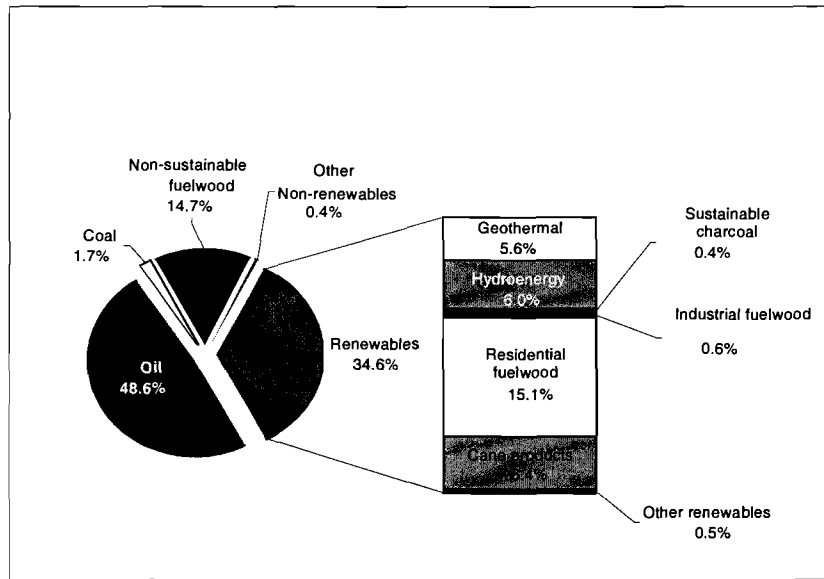 Non-sustainable
fuelwood
14.7%
Other
Non-renewables
0.4%
Coal
1.7%
Oil
48.6%
Renewables
34.6%
Geothermal
5.6%
Hydroenergy
6.0%
Sustainable
charcoal
0.4%
Industrial fuelwood
0.6%
Residential
fuelwood
15.1%
Cane products
Other renewables
0.5%